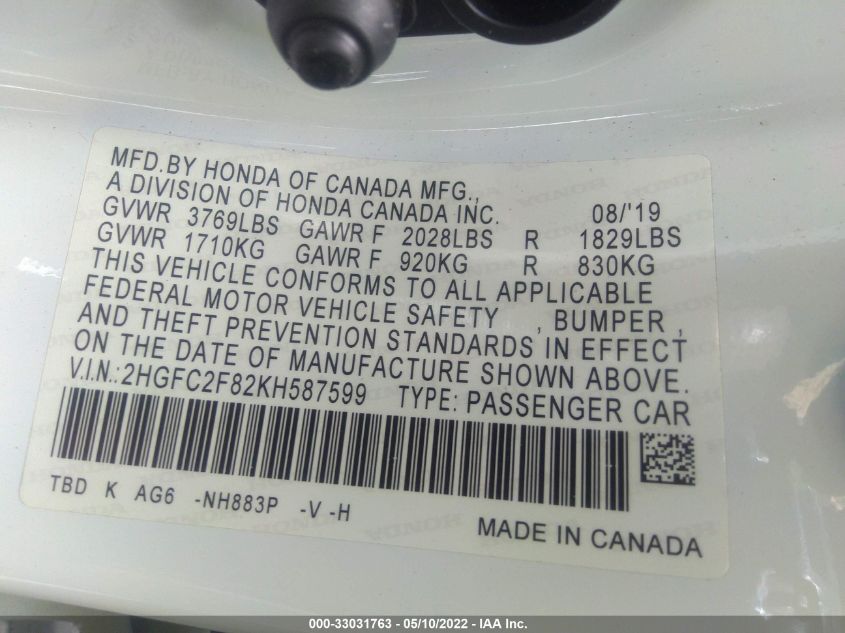 MFD.BY HONDA OF CANADA MFG.,
A DIVISION OF HONDA CANADA INC. 08/'19
GVWR 3769LBS GAWR F 2028LBS R 1829LBS
GVWR 1710KG GAWR F 920KG R 830KG
THIS VEHICLE CONFORMS TO ALL APPLICABLE
FEDERAL MOTOR VEHICLE SAFETY , BUMPER ,
AND THEFT PREVENTION STANDARDS IN EFFECT
ON THE DATE OF MANUFACTURE SHOWN ABOVE.
V.I.N.:2HGFC2F82KH587599 TYPE: PASSENGER CAR
TBD K AG6 -NH883P -V -H
MADE IN CANADA
000-33031763 - 05/10/2022 - IAA Inc.